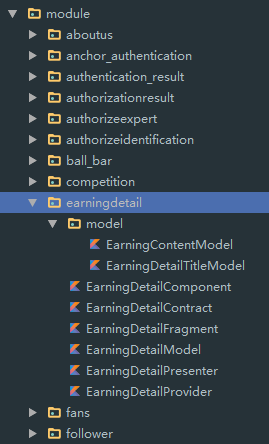 module
aboutus
anchor_authentication
authentication_result
authorizationresult
authorizeexpert
authorizeidentification
ball_bar
competition
earningdetail
model
EarningContentModel
EarningDetailTitleModel
EarningDetailComponent
EarningDetailContract
EarningDetailFragment
EarningDetailModel
EarningDetailPresenter
EarningDetailProvider
fans
follower